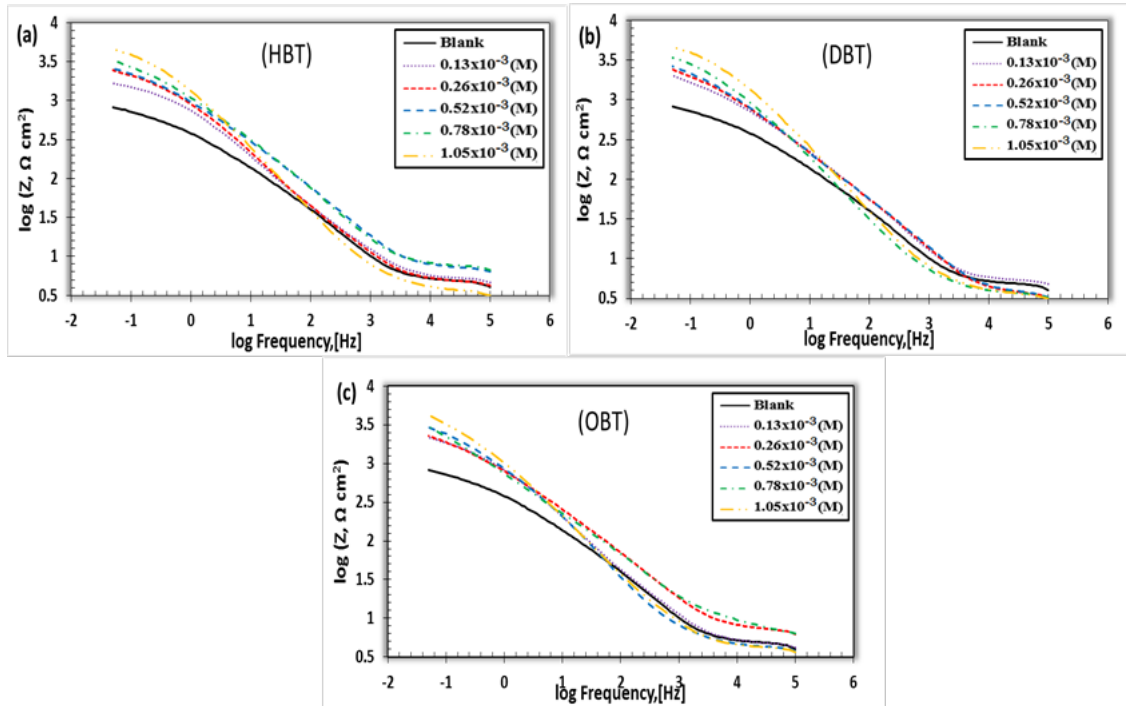 (a)
(HBT)
Blank
0.13x10⁻³(M)
0.26x10⁻³(M)
0.52x10⁻³(M)
0.78x10⁻³(M)
1.05x10⁻³(M)
log (Z, Ω cm²)
4
3.5
3
2.5
2
1.5
1
0.5
-2 -1 0 1 2 3 4 5 6
log Frequency,[Hz]
(b)
(DBT)
Blank
0.13x10⁻³(M)
0.26x10⁻³(M)
0.52x10⁻³(M)
0.78x10⁻³(M)
1.05x10⁻³(M)
log (Z, Ω cm²)
4
3.5
3
2.5
2
1.5
1
0.5
-2 -1 0 1 2 3 4 5 6
log Frequency,[Hz]
(c)
(OBT)
Blank
0.13x10⁻³(M)
0.26x10⁻³(M)
0.52x10⁻³(M)
0.78x10⁻³(M)
1.05x10⁻³(M)
log (Z, Ω cm²)
4
3.5
3
2.5
2
1.5
1
0.5
-2 -1 0 1 2 3 4 5 6
log Frequency,[Hz]